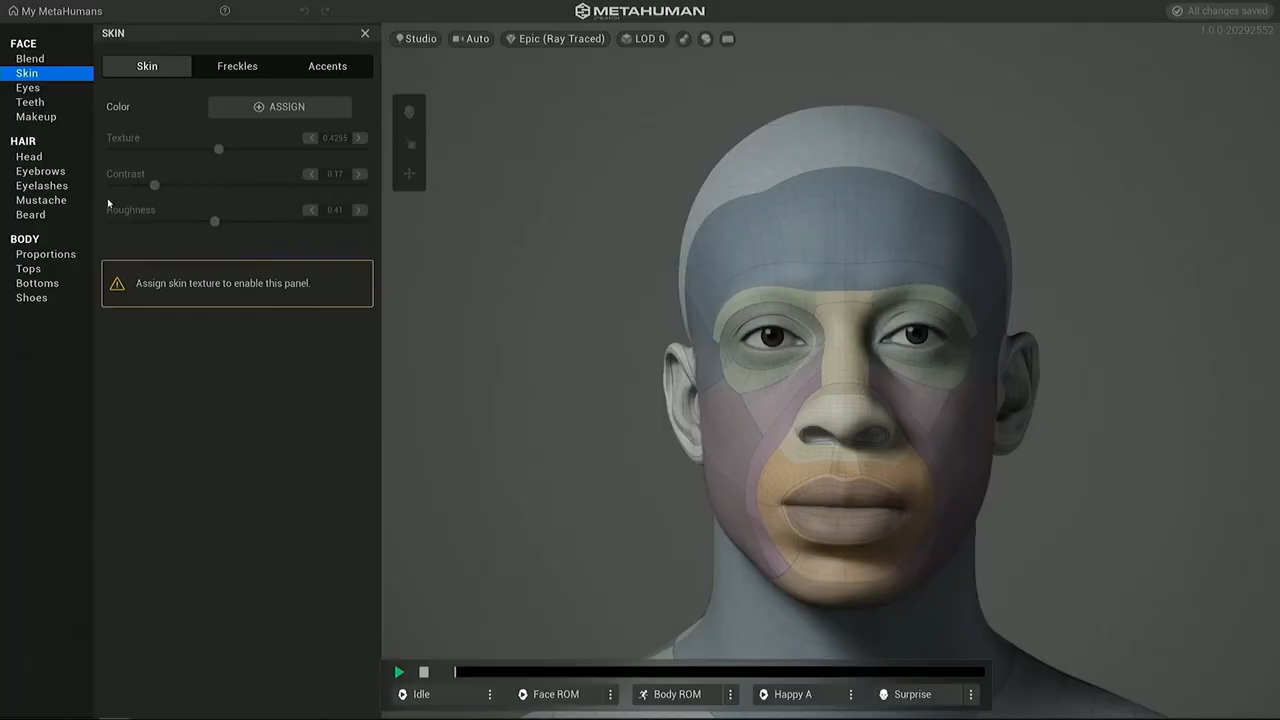 My MetaHumans
METAHUMAN
CREATOR
All changes saved
1.0.0-20292552
FACE
Blend
Skin
Eyes
Teeth
Makeup
HAIR
Head
Eyebrows
Eyelashes
Mustache
Beard
BODY
Proportions
Tops
Bottoms
Shoes
SKIN
Skin Freckles Accents
Color ASSIGN
Texture 0.4255
Contrast 0.17
Roughness 0.41
Assign skin texture to enable this panel.
Studio Auto Epic (Ray Traced) LOD 0
Idle Face ROM Body ROM Happy A Surprise